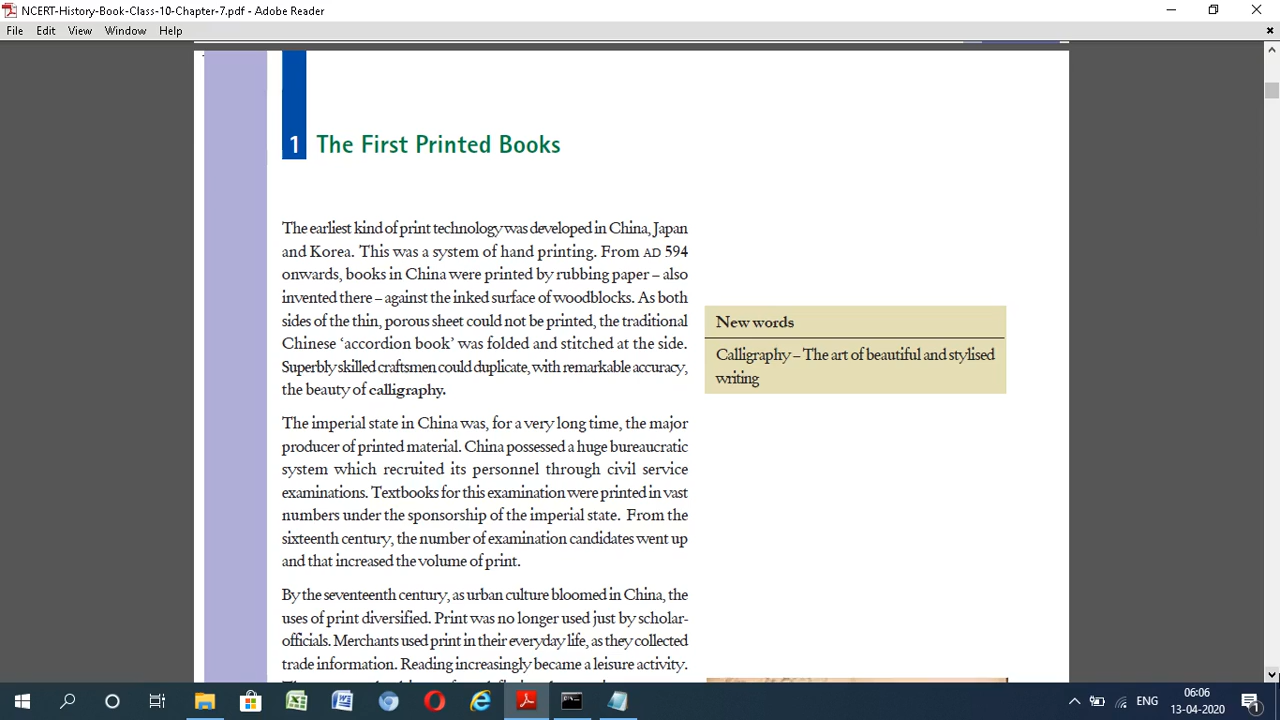 NCERT-History-Book-Class-10-Chapter-7.pdf - Adobe Reader
File Edit View Window Help
1 The First Printed Books
The earliest kind of print technology was developed in China, Japan
and Korea. This was a system of hand printing. From AD 594
onwards, books in China were printed by rubbing paper – also
invented there – against the inked surface of woodblocks. As both
sides of the thin, porous sheet could not be printed, the traditional
Chinese ‘accordion book’ was folded and stitched at the side.
Superbly skilled craftsmen could duplicate, with remarkable accuracy,
the beauty of calligraphy.
The imperial state in China was, for a very long time, the major
producer of printed material. China possessed a huge bureaucratic
system which recruited its personnel through civil service
examinations. Textbooks for this examination were printed in vast
numbers under the sponsorship of the imperial state. From the
sixteenth century, the number of examination candidates went up
and that increased the volume of print.
By the seventeenth century, as urban culture bloomed in China, the
uses of print diversified. Print was no longer used just by scholar-
officials. Merchants used print in their everyday life, as they collected
trade information. Reading increasingly became a leisure activity.
New words
Calligraphy – The art of beautiful and stylised
writing
ENG
06:06
13-04-2020
1